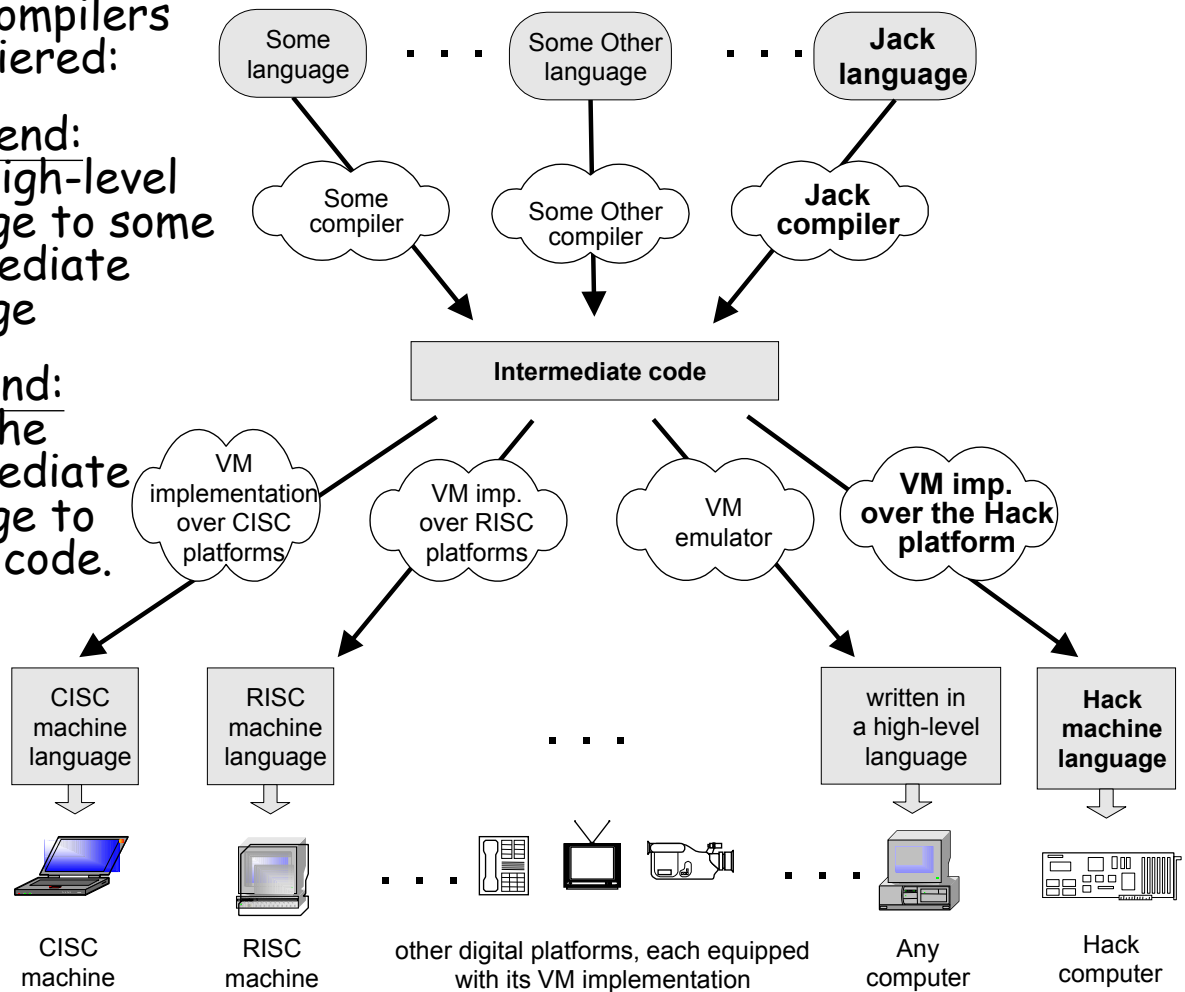 ompilers
iered:
end:
igh-level
ge to some
ediate
ge
nd:
he
ediate
ge to
code.
Some
language
. . .
Some Other
language
. . .
Jack
language
Some
compiler
Some Other
compiler
Jack
compiler
Intermediate code
VM
implementation
over CISC
platforms
VM imp.
over RISC
platforms
VM
emulator
VM imp.
over the Hack
platform
CISC
machine
language
RISC
machine
language
. . .
written in
a high-level
language
Hack
machine
language
. . .
. . .
CISC
machine
RISC
machine
other digital platforms, each equipped
with its VM implementation
Any
computer
Hack
computer